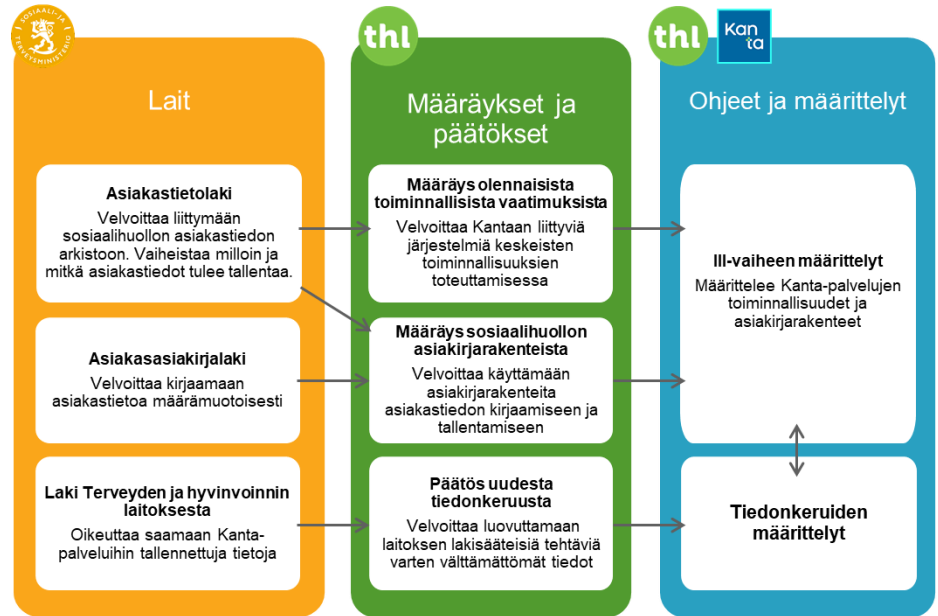 SOSIAALI- JA
TERVEYSMINISTERIÖ
Lait
Asiakastietolaki
Velvoittaa liittymään
sosiaalihuollon asiakastiedon
arkistoon. Vaiheistaa milloin ja
mitkä asiakastiedot tulee tallentaa.
Asiakasasiakirjalaki
Velvoittaa kirjaamaan
asiakastietoa määrämuotoisesti
Laki Terveyden ja hyvinvoinnin
laitoksesta
Oikeuttaa saamaan Kanta-
palveluihin tallennettuja tietoja
thl
Määräykset ja
päätökset
Määräys olennaisista
toiminnallisista vaatimuksista
Velvoittaa Kantaan liittyviä
järjestelmiä keskeisten
toiminnallisuuksien
toteuttamisessa
Määräys sosiaalihuollon
asiakirjarakenteista
Velvoittaa käyttämään
asiakirjarakenteita
asiakastiedon kirjaamiseen ja
tallentamiseen
Päätös uudesta
tiedonkeruusta
Velvoittaa luovuttamaan
laitoksen lakisääteisiä tehtäviä
varten välttämättömät tiedot
thl
Kan
ta
Ohjeet ja määrittelyt
III-vaiheen määrittelyt
Määrittelee Kanta-palvelujen
toiminnallisuudet ja
asiakirjarakenteet
Tiedonkeruiden
määrittelyt